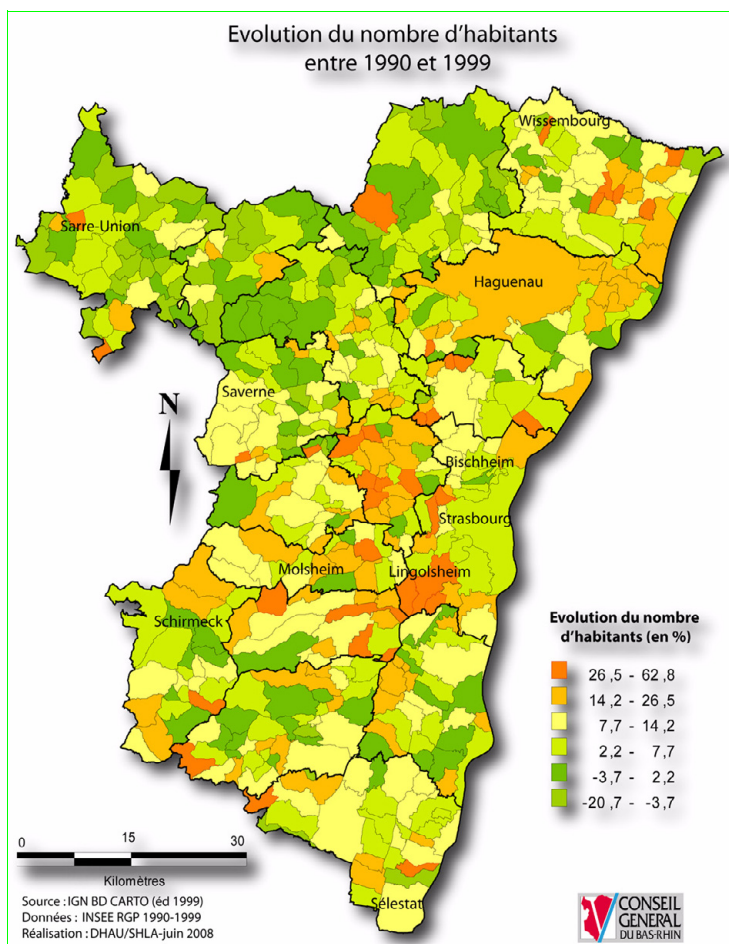 Evolution du nombre d'habitants
entre 1990 et 1999
Wissembourg
Sarre-Union
Haguenau
Saverne
N
Bischheim
Strasbourg
Molsheim
Lingolsheim
Schirmeck
Sélestat
Evolution du nombre
d'habitants (en %)
26,5 - 62,8
14,2 - 26,5
7,7 - 14,2
2,2 - 7,7
-3,7 - 2,2
-20,7 - -3,7
0 15 30
Kilomètres
Source : IGN BD CARTO (éd 1999)
Données : INSEE RGP 1990-1999
Réalisation : DHAU/SHLA-juin 2008
CONSEIL
GENERAL
DU BAS-RHIN